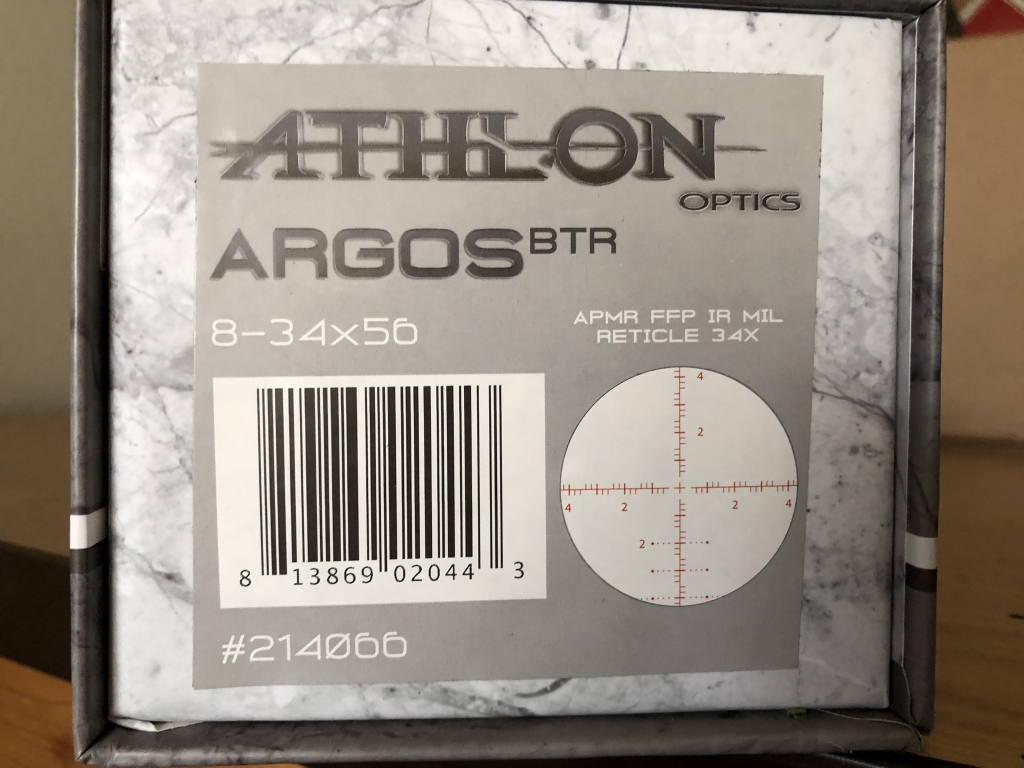 ATHLON
OPTICS
ARGOS BTR
8-34x56
APMR FFP IR MIL
RETICLE 34X
4
2
4 2 2 4
2
8 13869 02044 3
#214066